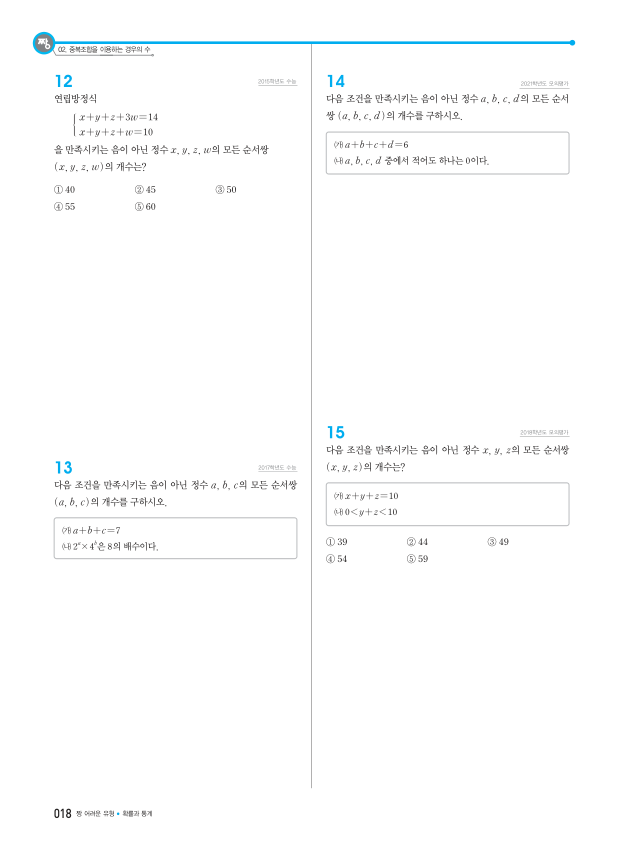 짱
02. 중복조합을 이용하는 경우의 수
12
2015학년도 수능
연립방정식
x+y+z+3w=14
x+y+z+w=10
을 만족시키는 음이 아닌 정수 x, y, z, w의 모든 순서쌍
(x, y, z, w)의 개수는?
① 40 ② 45 ③ 50
④ 55 ⑤ 60
13
2017학년도 수능
다음 조건을 만족시키는 음이 아닌 정수 a, b, c의 모든 순서쌍
(a, b, c)의 개수를 구하시오.
㈎ a+b+c=7
㈏ 2ᵃ×4ᵇ은 8의 배수이다.
14
2021학년도 모의평가
다음 조건을 만족시키는 음이 아닌 정수 a, b, c, d의 모든 순서
쌍 (a, b, c, d)의 개수를 구하시오.
㈎ a+b+c+d=6
㈏ a, b, c, d 중에서 적어도 하나는 0이다.
15
2018학년도 모의평가
다음 조건을 만족시키는 음이 아닌 정수 x, y, z의 모든 순서쌍
(x, y, z)의 개수는?
㈎ x+y+z=10
㈏ 0<y+z<10
① 39 ② 44 ③ 49
④ 54 ⑤ 59
018 짱 어려운 유형 • 확률과 통계